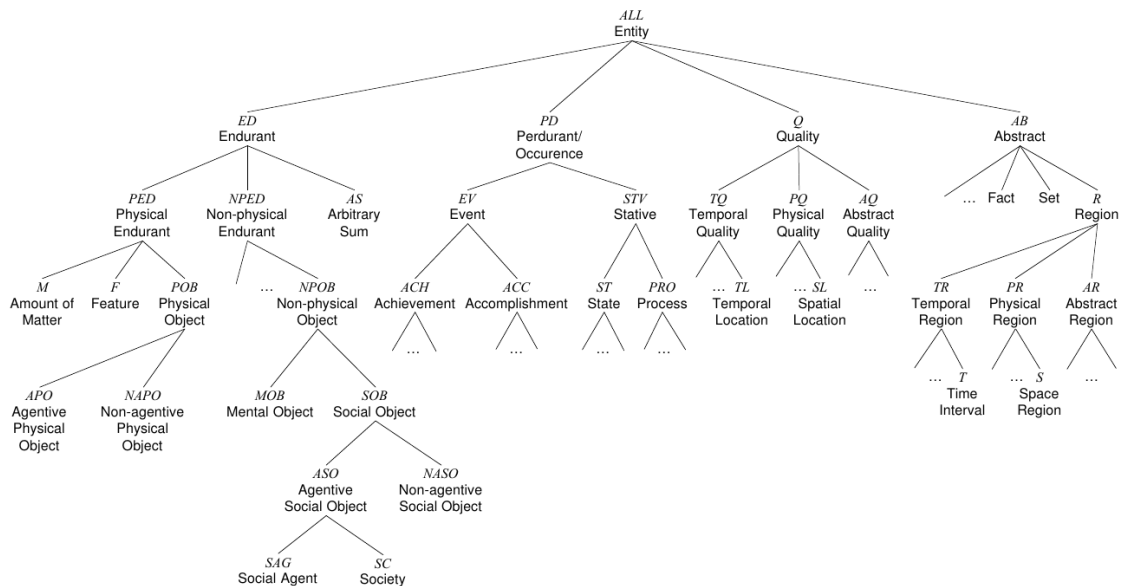 ALL
Entity
ED
Endurant
PD
Perdurant/
Occurence
Q
Quality
AB
Abstract
PED
Physical
Endurant
NPED
Non-physical
Endurant
AS
Arbitrary
Sum
EV
Event
STV
Stative
TQ
Temporal
Quality
PQ
Physical
Quality
AQ
Abstract
Quality
... Fact Set
R
Region
M
Amount of
Matter
F
Feature
POB
Physical
Object
...
NPOB
Non-physical
Object
ACH
Achievement
...
ACC
Accomplishment
...
ST
State
...
PRO
Process
...
... TL
Temporal
Location
... SL
Spatial
Location
...
TR
Temporal
Region
PR
Physical
Region
AR
Abstract
Region
APO
Agentive
Physical
Object
NAPO
Non-agentive
Physical
Object
MOB
Mental Object
SOB
Social Object
... T
Time
Interval
... S
Space
Region
...
ASO
Agentive
Social Object
NASO
Non-agentive
Social Object
SAG
Social Agent
SC
Society